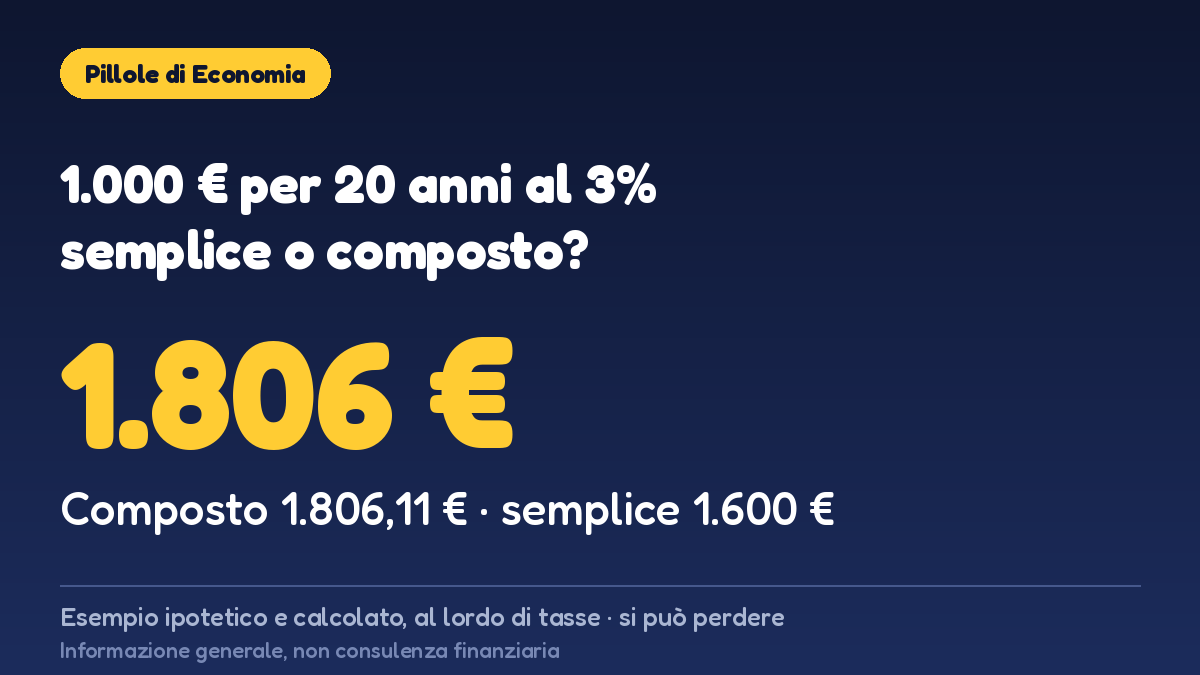 Pillole di Economia
1.000 € per 20 anni al 3%
semplice o composto?
1.806 €
Composto 1.806,11 € · semplice 1.600 €
Esempio ipotetico e calcolato, al lordo di tasse · si può perdere
Informazione generale, non consulenza finanziaria